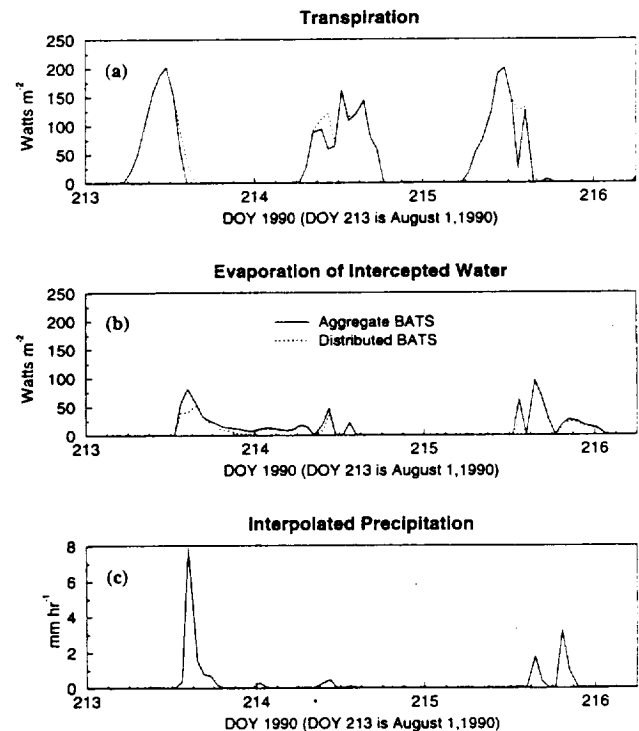 Transpiration
(a)
250
200
150
100
50
0
Watts m⁻²
213 214 215 216
DOY 1990 (DOY 213 is August 1,1990)
Evaporation of Intercepted Water
(b)
250
200
150
100
50
0
Watts m⁻²
Aggregate BATS
Distributed BATS
213 214 215 216
DOY 1990 (DOY 213 is August 1,1990)
Interpolated Precipitation
(c)
8
6
4
2
0
mm hr⁻¹
213 214 215 216
DOY 1990 (DOY 213 is August 1,1990)